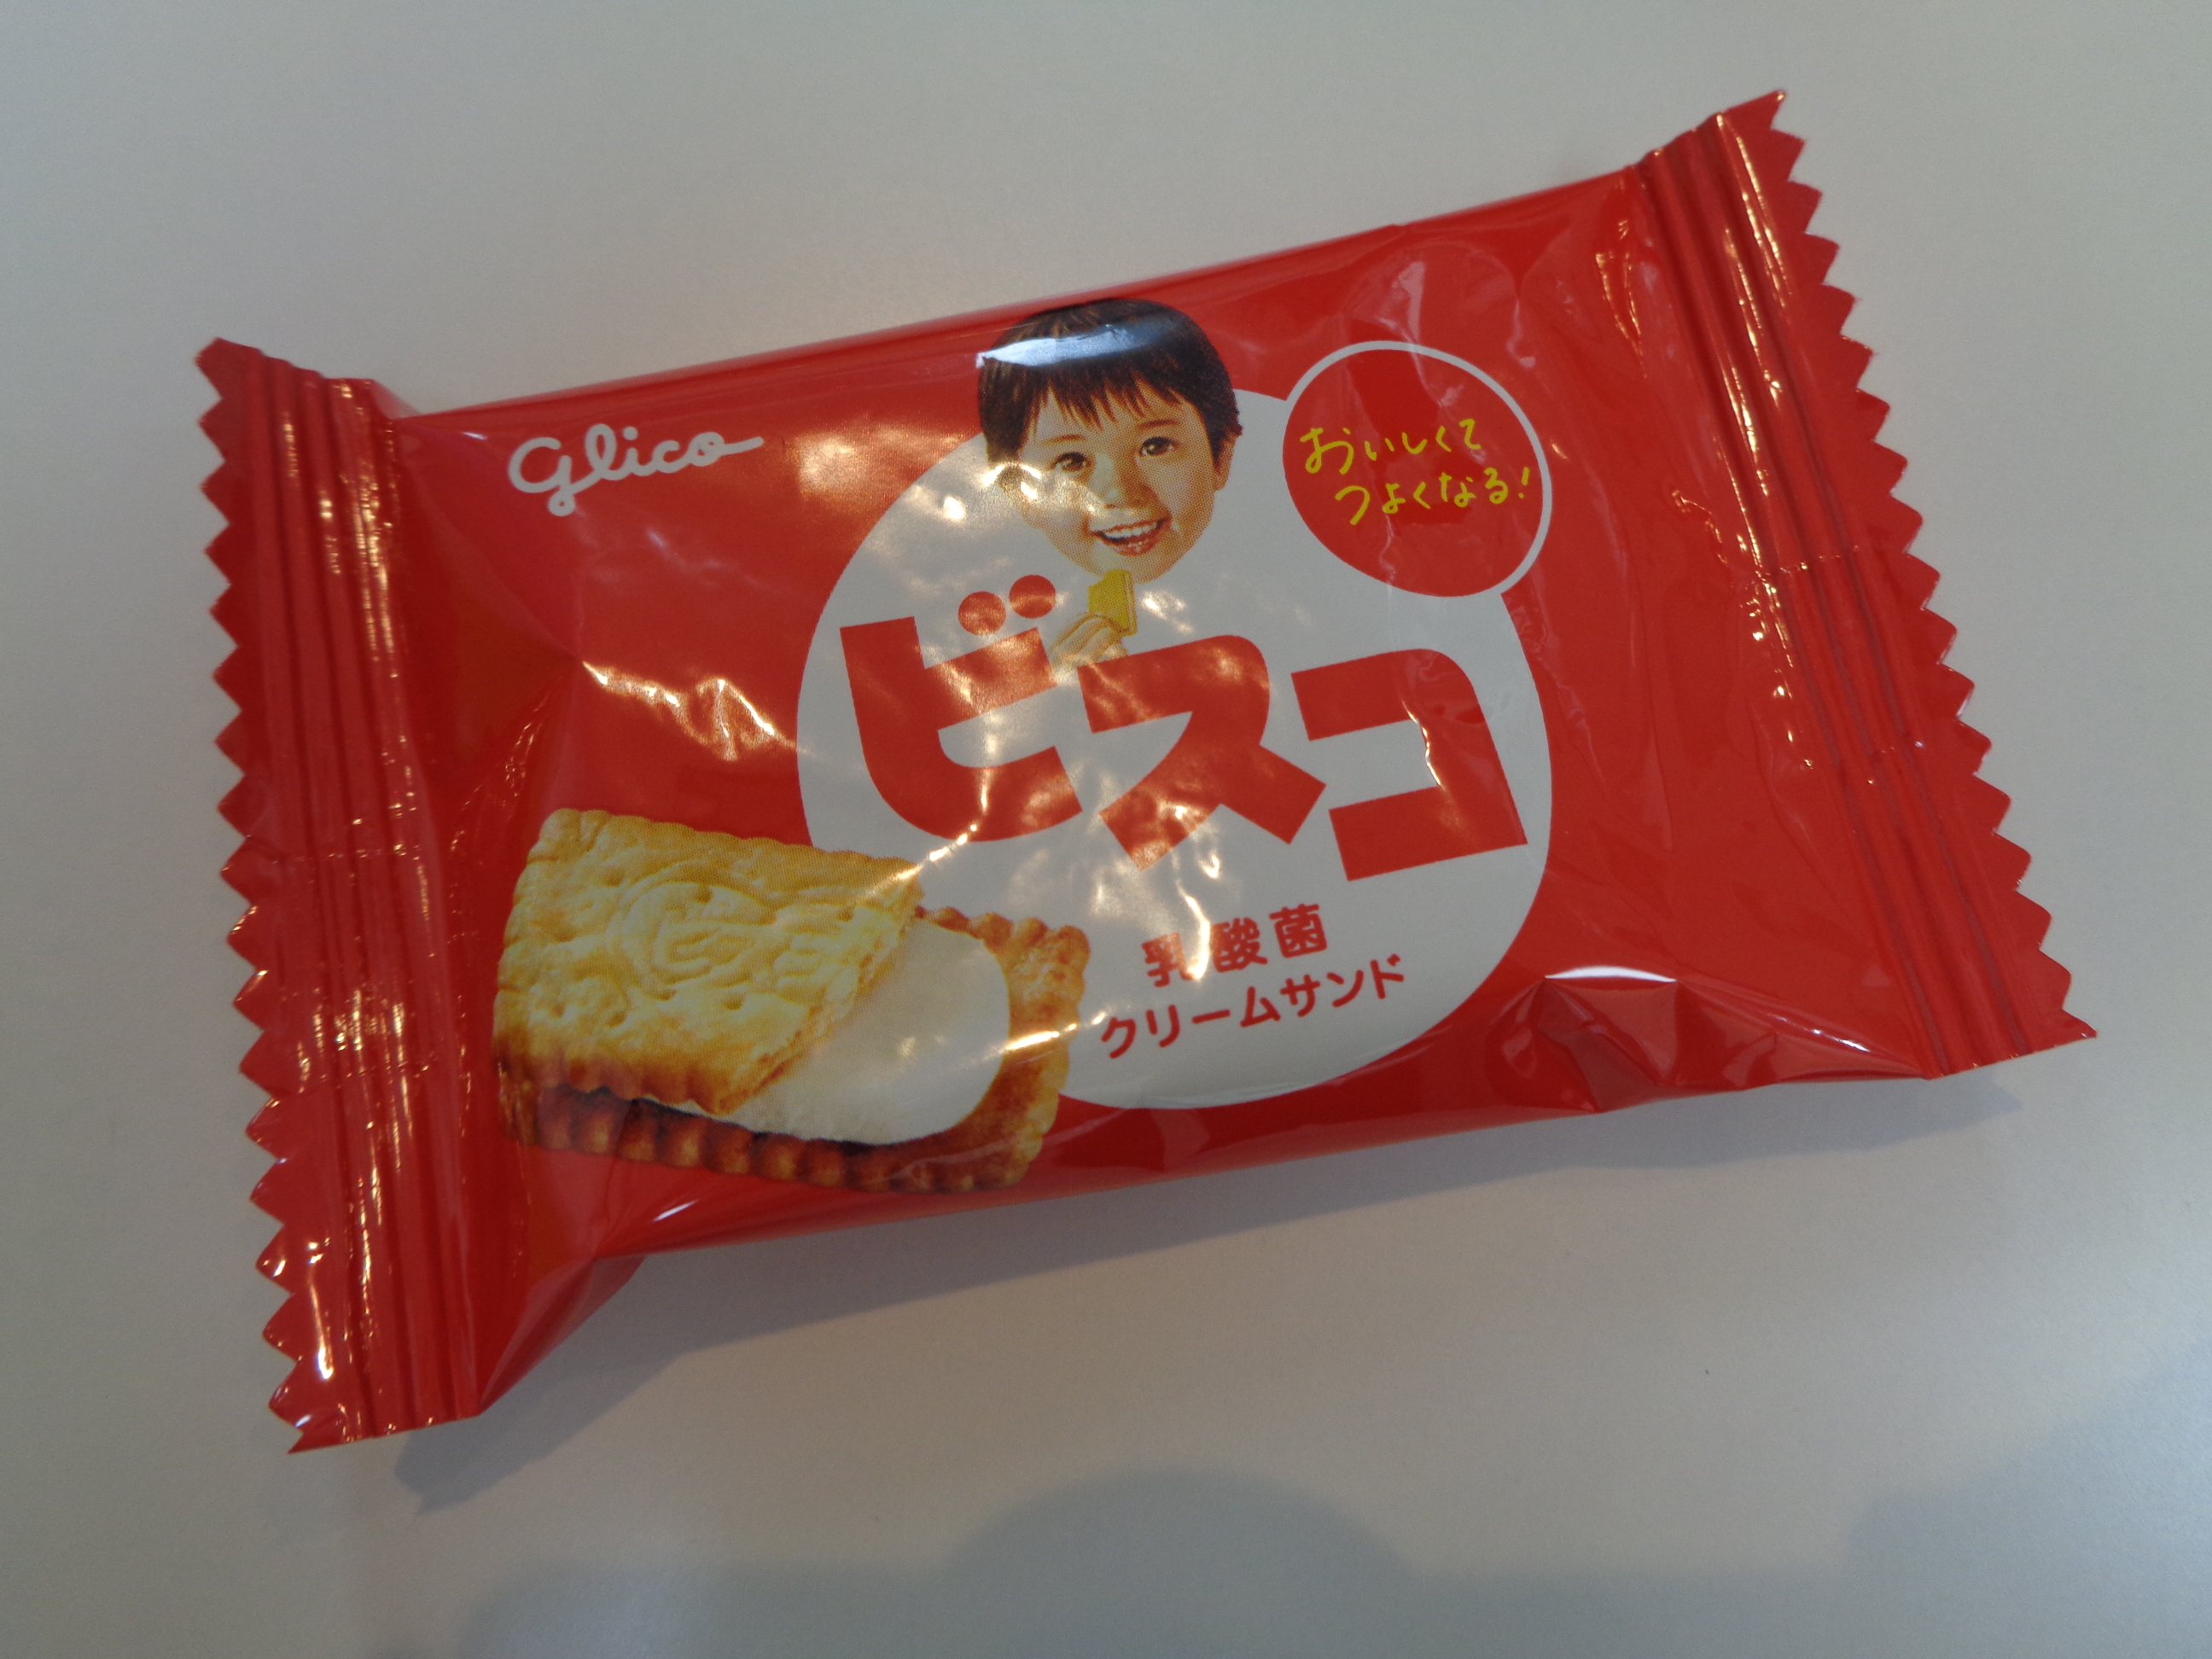 glico
おいしくて
つよくなる!
ビスコ
乳酸菌
クリームサンド